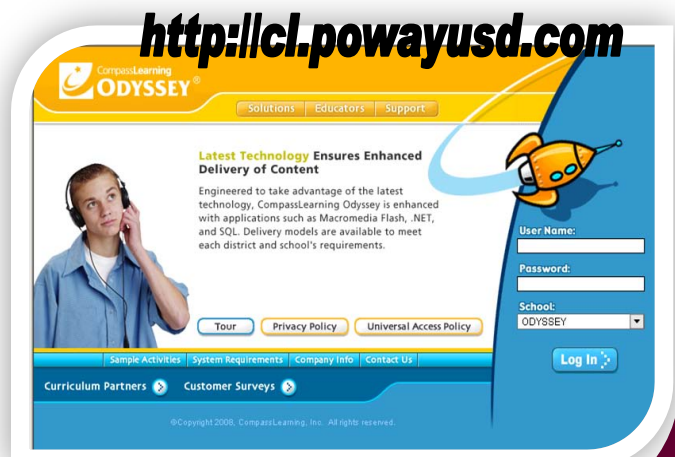 http://cl.powayusd.com
CompassLearning
ODYSSEY®
Solutions Educators Support
Latest Technology Ensures Enhanced
Delivery of Content
Engineered to take advantage of the latest
technology, CompassLearning Odyssey is enhanced
with applications such as Macromedia Flash, .NET,
and SQL. Delivery models are available to meet
each district and school's requirements.
User Name:
Password:
School:
ODYSSEY
Log In
Tour Privacy Policy Universal Access Policy
Sample Activities System Requirements Company Info Contact Us
Curriculum Partners Customer Surveys
©Copyright 2008, CompassLearning, Inc. All rights reserved.